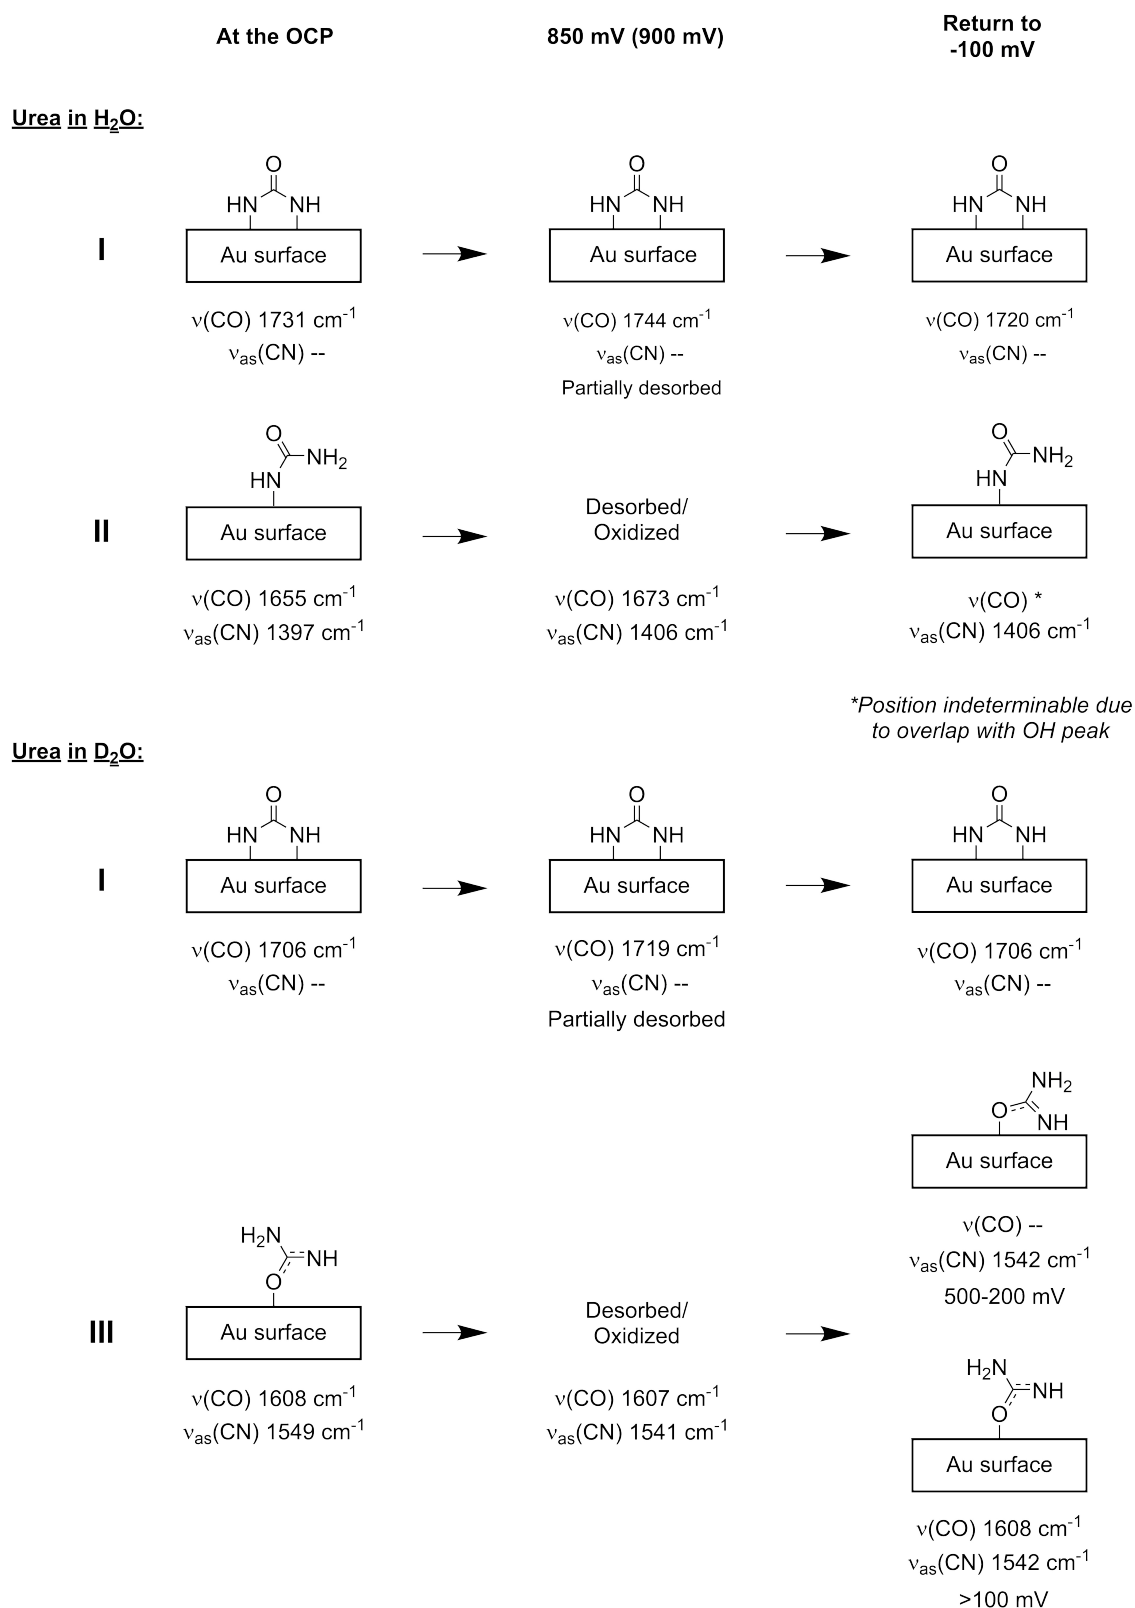 At the OCP
850 mV (900 mV)
Return to
-100 mV
Urea in H2O:
O
HN NH
Au surface
O
HN NH
Au surface
O
HN NH
Au surface
I
ν(CO) 1731 cm-1
νas(CN) --
ν(CO) 1744 cm-1
νas(CN) --
Partially desorbed
ν(CO) 1720 cm-1
νas(CN) --
O
NH2
HN
Au surface
Desorbed/
Oxidized
O
NH2
HN
Au surface
II
ν(CO) 1655 cm-1
νas(CN) 1397 cm-1
ν(CO) 1673 cm-1
νas(CN) 1406 cm-1
ν(CO) *
νas(CN) 1406 cm-1
*Position indeterminable due
to overlap with OH peak
Urea in D2O:
O
HN NH
Au surface
O
HN NH
Au surface
O
HN NH
Au surface
I
ν(CO) 1706 cm-1
νas(CN) --
ν(CO) 1719 cm-1
νas(CN) --
Partially desorbed
ν(CO) 1706 cm-1
νas(CN) --
NH2
O
NH
Au surface
ν(CO) --
νas(CN) 1542 cm-1
500-200 mV
III
H2N
NH
O
Au surface
Desorbed/
Oxidized
ν(CO) 1608 cm-1
νas(CN) 1549 cm-1
ν(CO) 1607 cm-1
νas(CN) 1541 cm-1
H2N
NH
O
Au surface
ν(CO) 1608 cm-1
νas(CN) 1542 cm-1
>100 mV